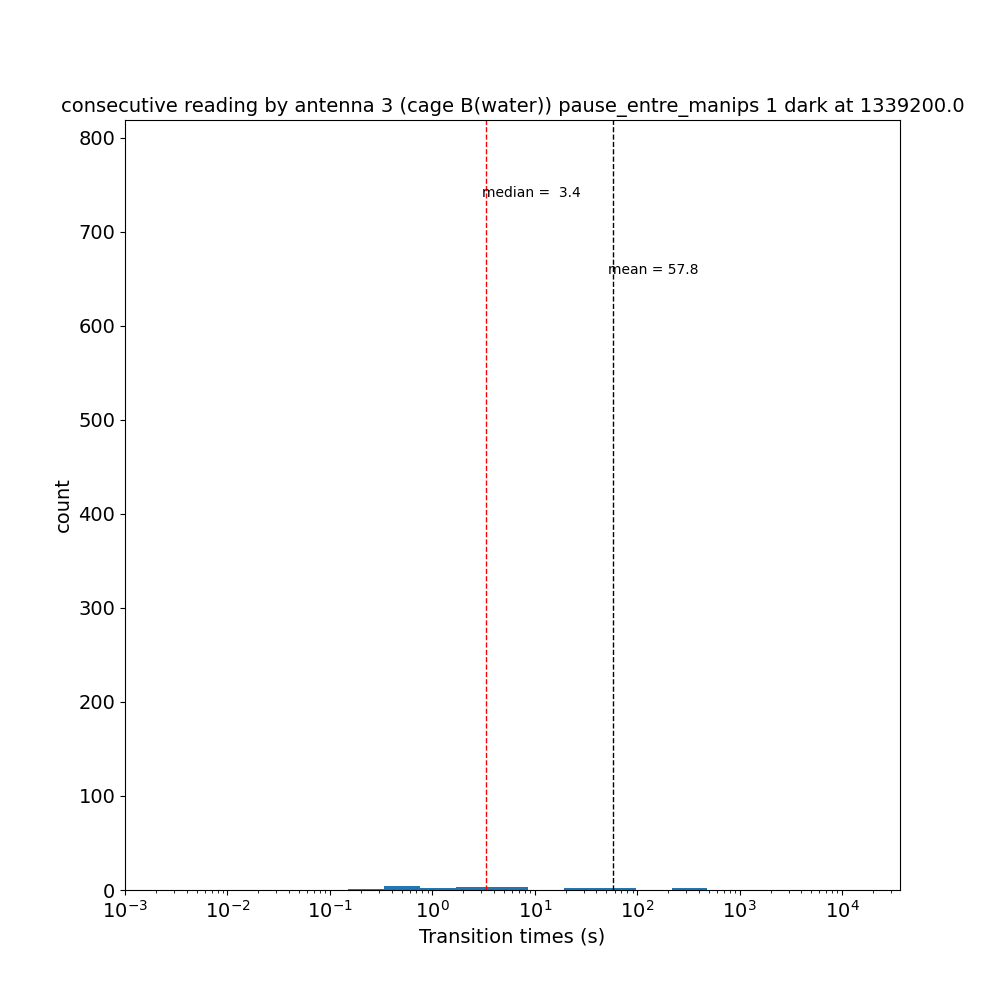 consecutive reading by antenna 3 (cage B(water)) pause_entre_manips 1 dark at 1339200.0
800
median =  3.4
700
mean = 57.8
600
500
count
400
300
200
100
0
10⁻³ 10⁻² 10⁻¹ 10⁰ 10¹ 10² 10³ 10⁴
Transition times (s)